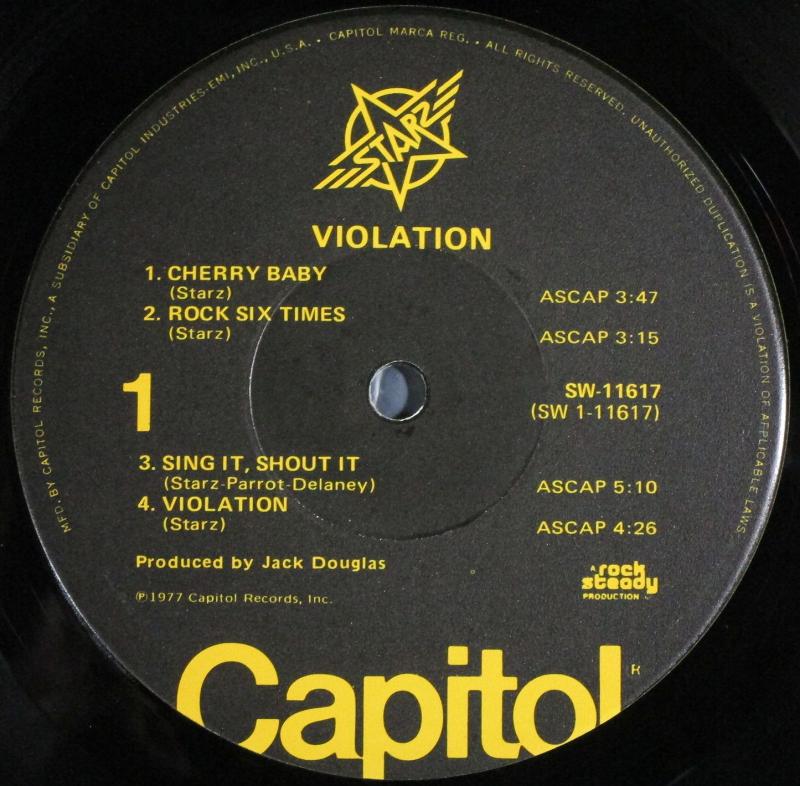 MFD. BY CAPITOL RECORDS, INC., A SUBSIDIARY OF CAPITOL INDUSTRIES-EMI, INC., U.S.A. • CAPITOL MARCA REG. • ALL RIGHTS RESERVED. UNAUTHORIZED DUPLICATION IS A VIOLATION OF APPLICABLE LAWS
STARZ
VIOLATION
1. CHERRY BABY
(Starz) ASCAP 3:47
2. ROCK SIX TIMES
(Starz) ASCAP 3:15
1
SW-11617
(SW 1-11617)
3. SING IT, SHOUT IT
(Starz-Parrot-Delaney) ASCAP 5:10
4. VIOLATION
(Starz) ASCAP 4:26
Produced by Jack Douglas
A rock
steady
PRODUCTION
℗1977 Capitol Records, Inc.
Capitol R